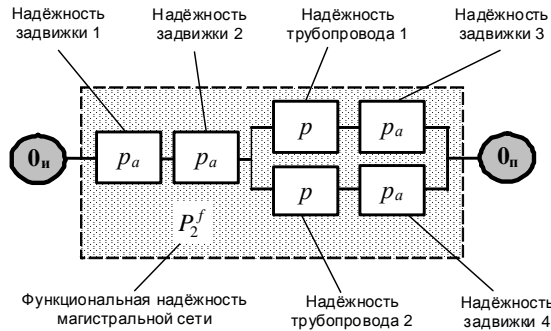 Надёжность задвижки 1
Надёжность задвижки 2
Надёжность трубопровода 1
Надёжность задвижки 3
0и
pa
pa
p
pa
0п
p
pa
P2f
Функциональная надёжность магистральной сети
Надёжность трубопровода 2
Надёжность задвижки 4